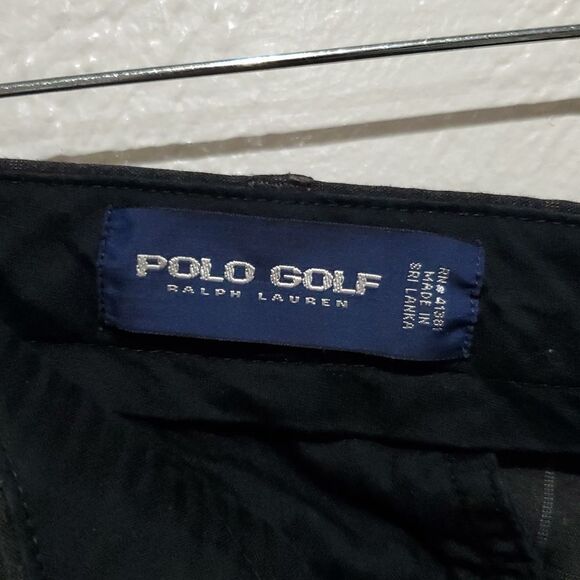 POLO GOLF
RALPH LAUREN
RN# 41381
MADE IN
SRI LANKA